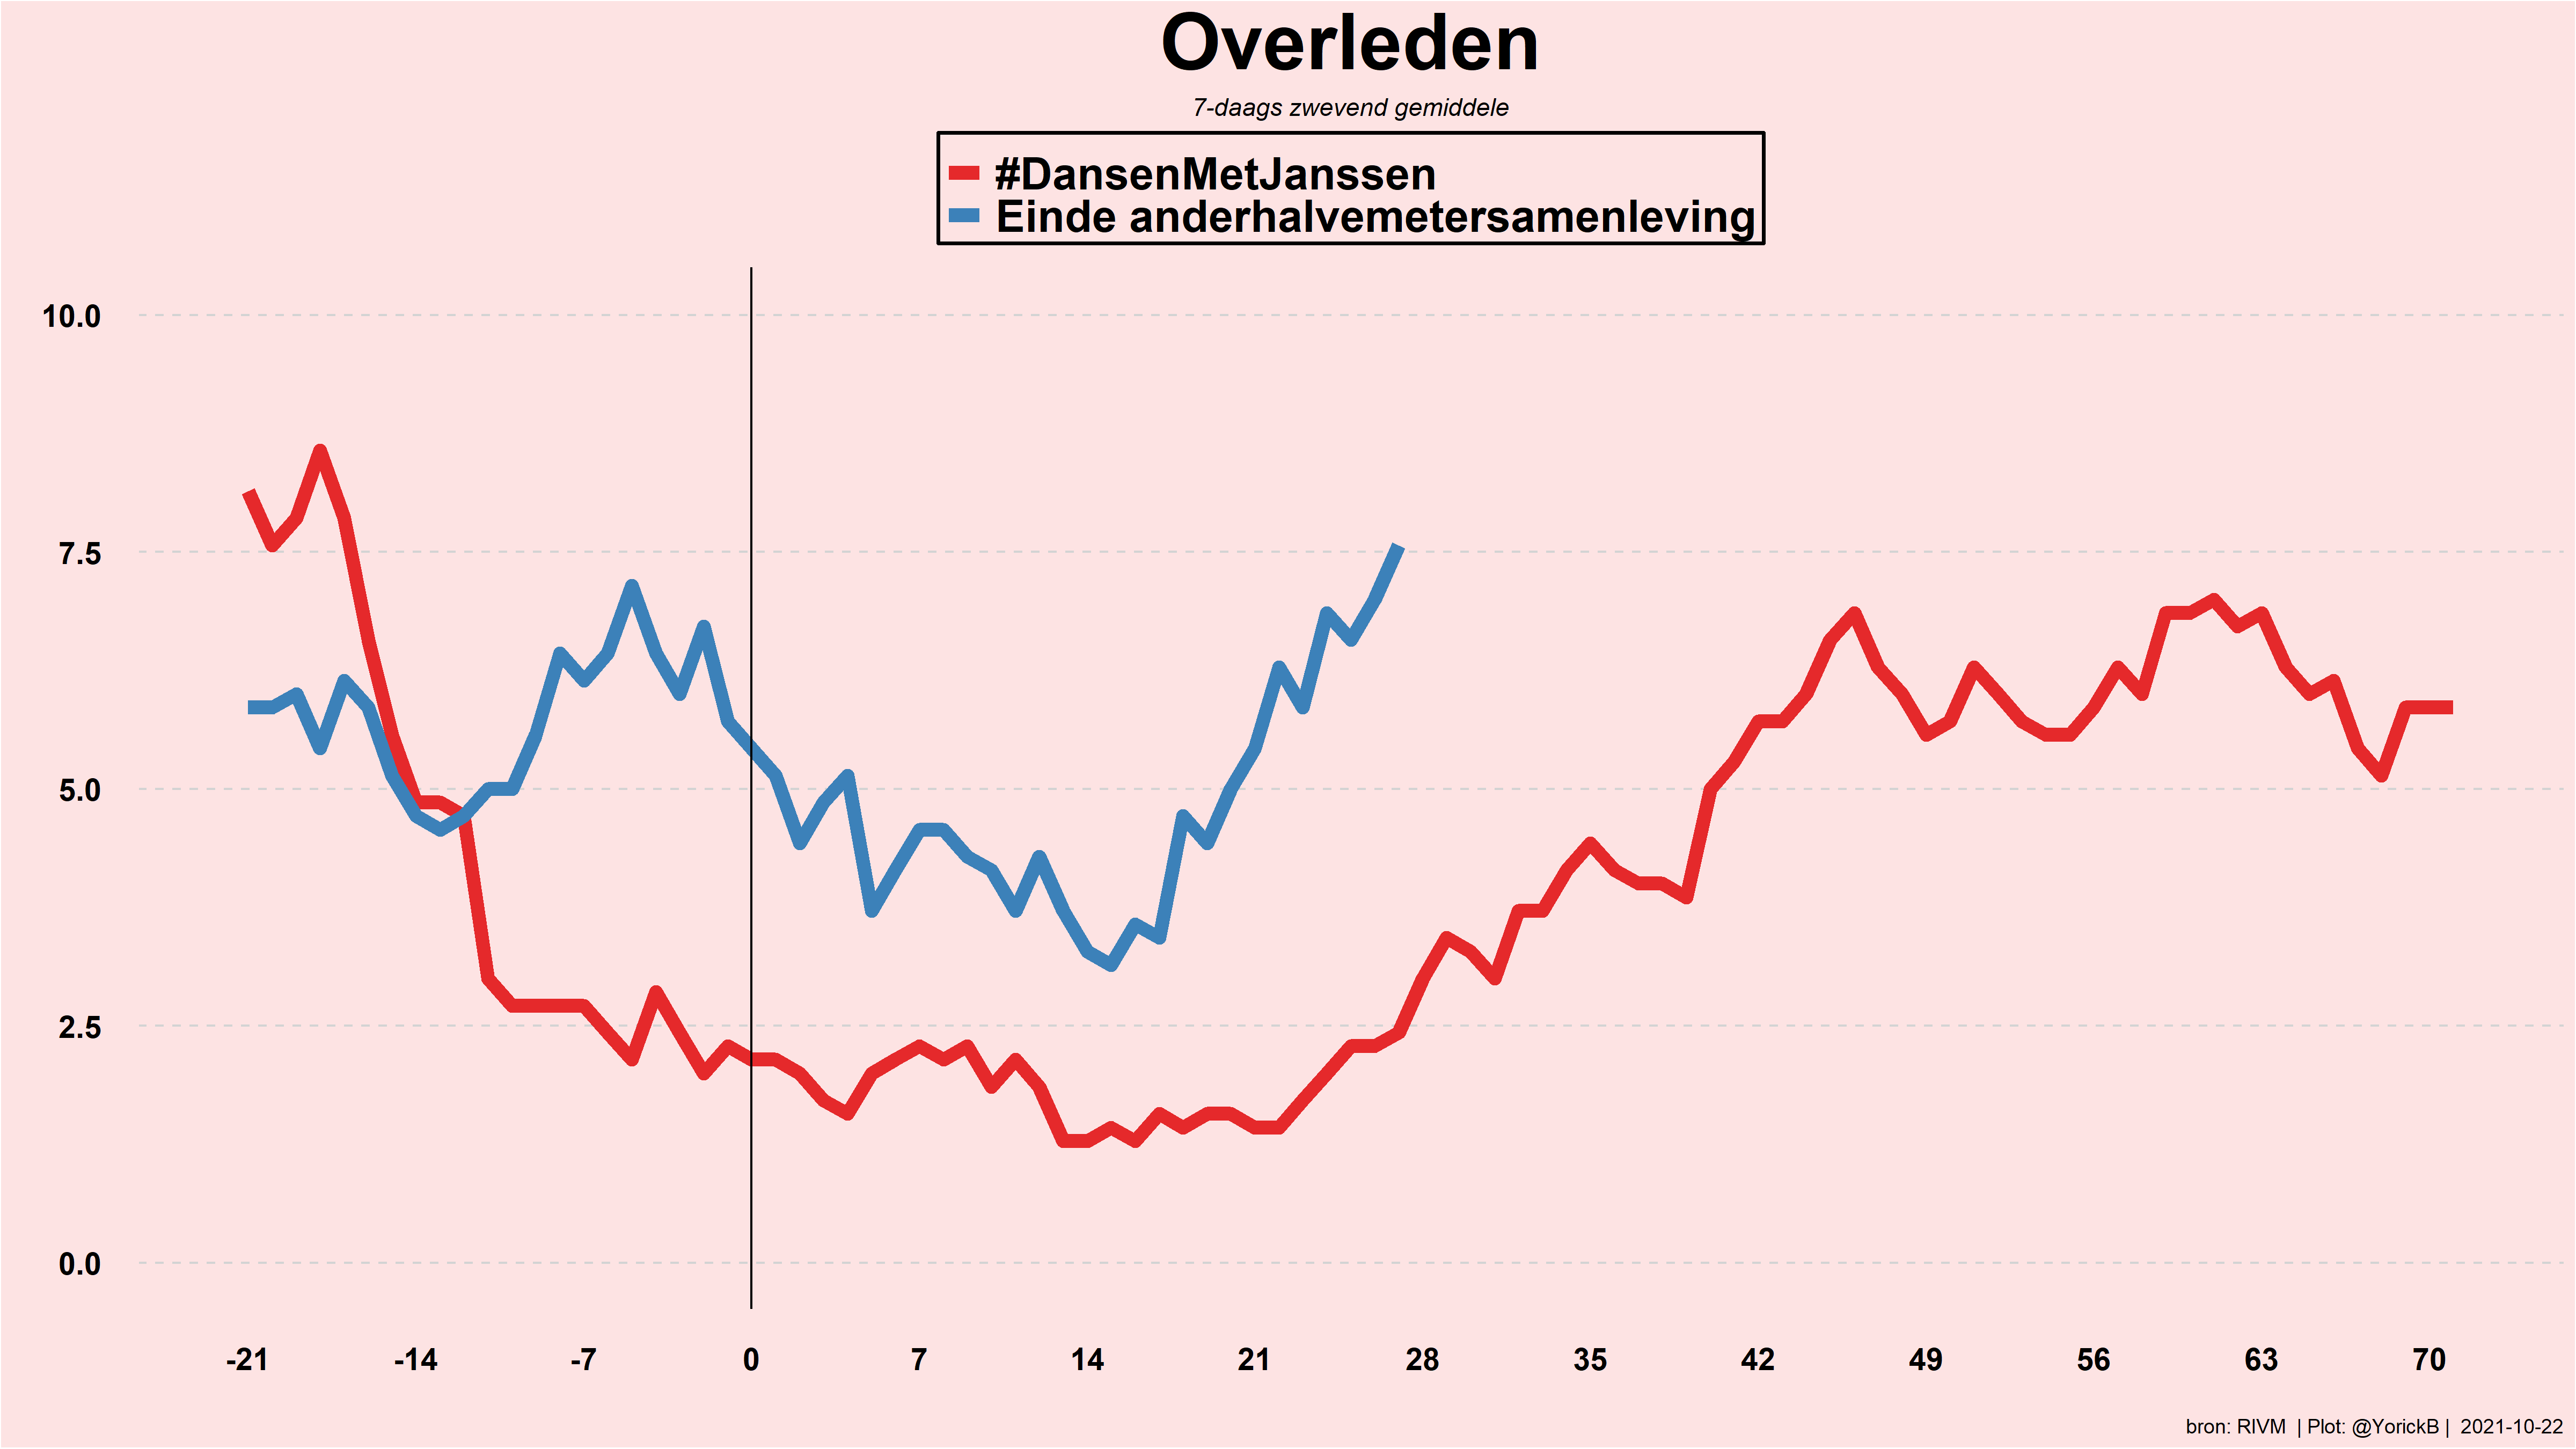 Overleden
7-daags zwevend gemiddele
#DansenMetJanssen
Einde anderhalvemetersamenleving
10.0
7.5
5.0
2.5
0.0
-21 -14 -7 0 7 14 21 28 35 42 49 56 63 70
bron: RIVM | Plot: @YorickB | 2021-10-22